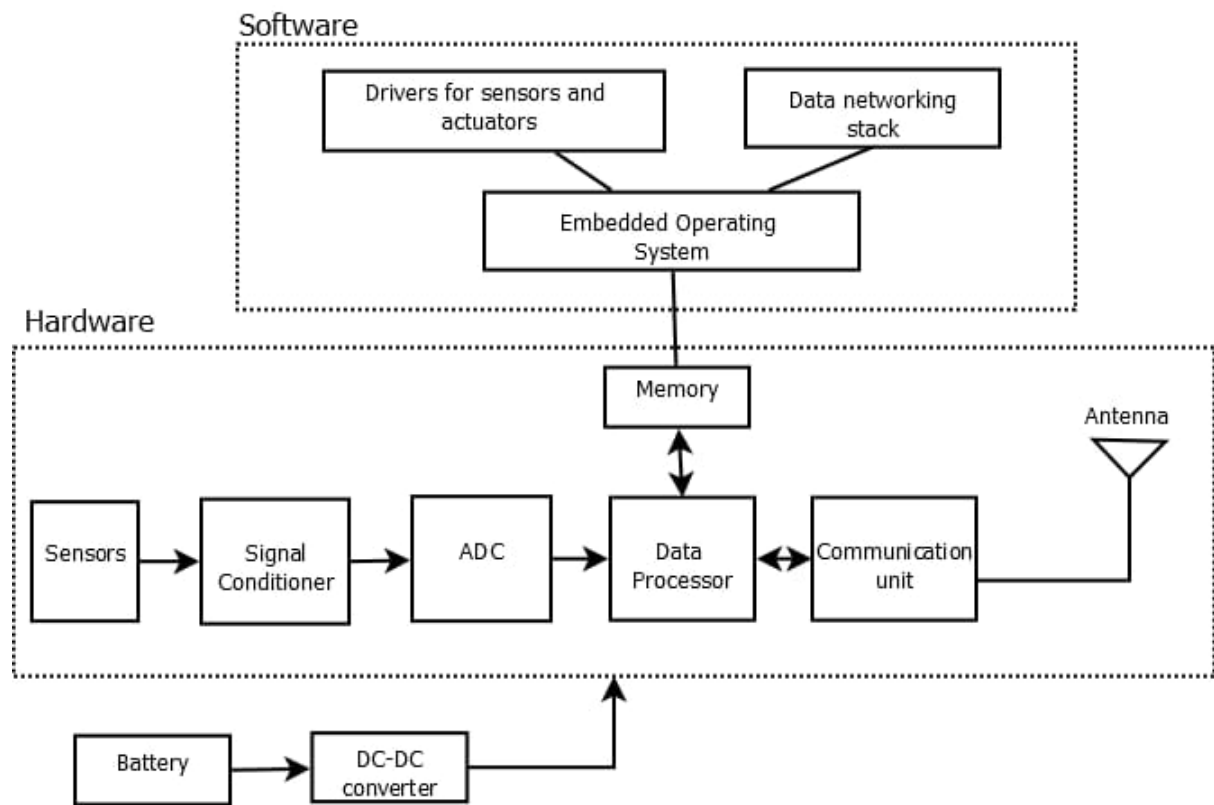 Software
Drivers for sensors and
actuators
Data networking
stack
Embedded Operating
System
Hardware
Memory
Antenna
Sensors
Signal
Conditioner
ADC
Data
Processor
Communication
unit
Battery
DC-DC
converter